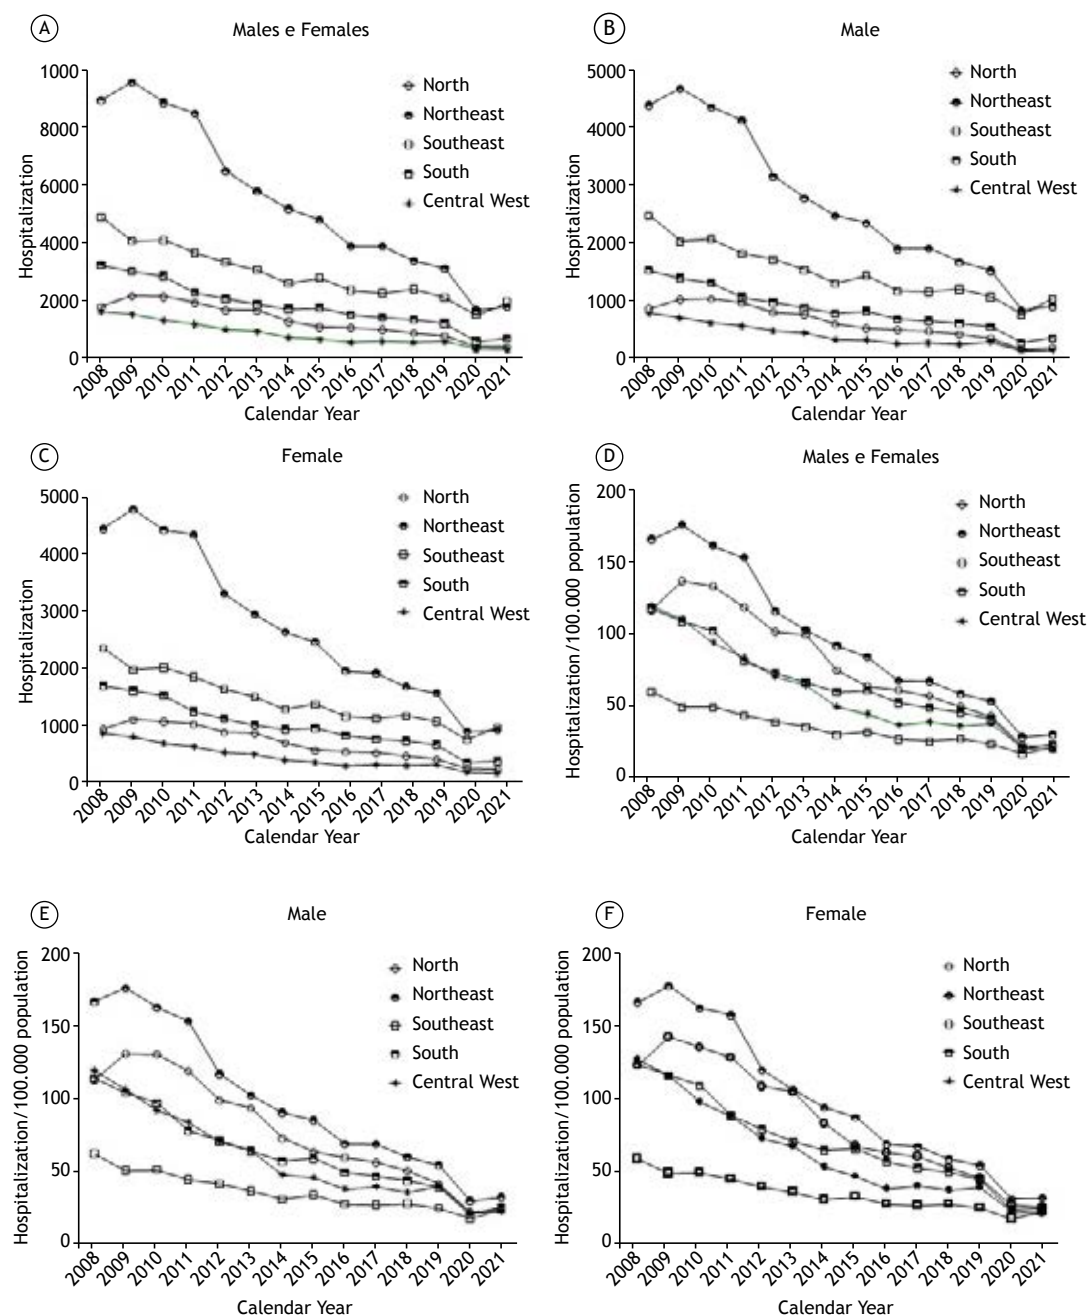 A
Males e Females
1000
8000
6000
4000
2000
0
Hospitalization
North
Northeast
Southeast
South
Central West
2008
2009
2010
2011
2012
2013
2014
2015
2016
2017
2018
2019
2020
2021
Calendar Year
B
Male
5000
4000
3000
2000
1000
0
Hospitalization
North
Northeast
Southeast
South
Central West
2008
2009
2010
2011
2012
2013
2014
2015
2016
2017
2018
2019
2020
2021
Calendar Year
C
Female
5000
4000
3000
2000
1000
0
Hospitalization
North
Northeast
Southeast
South
Central West
2008
2009
2010
2011
2012
2013
2014
2015
2016
2017
2018
2019
2020
2021
Calendar Year
D
Males e Females
200
150
100
50
0
Hospitalization/100.000 population
North
Northeast
Southeast
South
Central West
2008
2009
2010
2011
2012
2013
2014
2015
2016
2017
2018
2019
2020
2021
Calendar Year
E
Male
200
150
100
50
0
Hospitalization/100.000 population
North
Northeast
Southeast
South
Central West
2008
2009
2010
2011
2012
2013
2014
2015
2016
2017
2018
2019
2020
2021
Calendar Year
F
Female
200
150
100
50
0
Hospitalization/100.000 population
North
Northeast
Southeast
South
Central West
2008
2009
2010
2011
2012
2013
2014
2015
2016
2017
2018
2019
2020
2021
Calendar Year